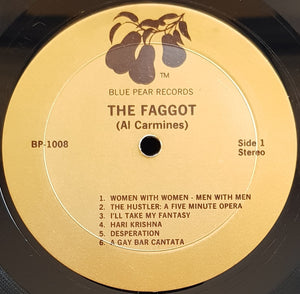 TM
BLUE PEAR RECORDS
THE FAGGOT
(Al Carmines)
BP-1008
Side 1
Stereo
1. WOMEN WITH WOMEN - MEN WITH MEN
2. THE HUSTLER: A FIVE MINUTE OPERA
3. I'LL TAKE MY FANTASY
4. HARI KRISHNA
5. DESPERATION
6. A GAY BAR CANTATA